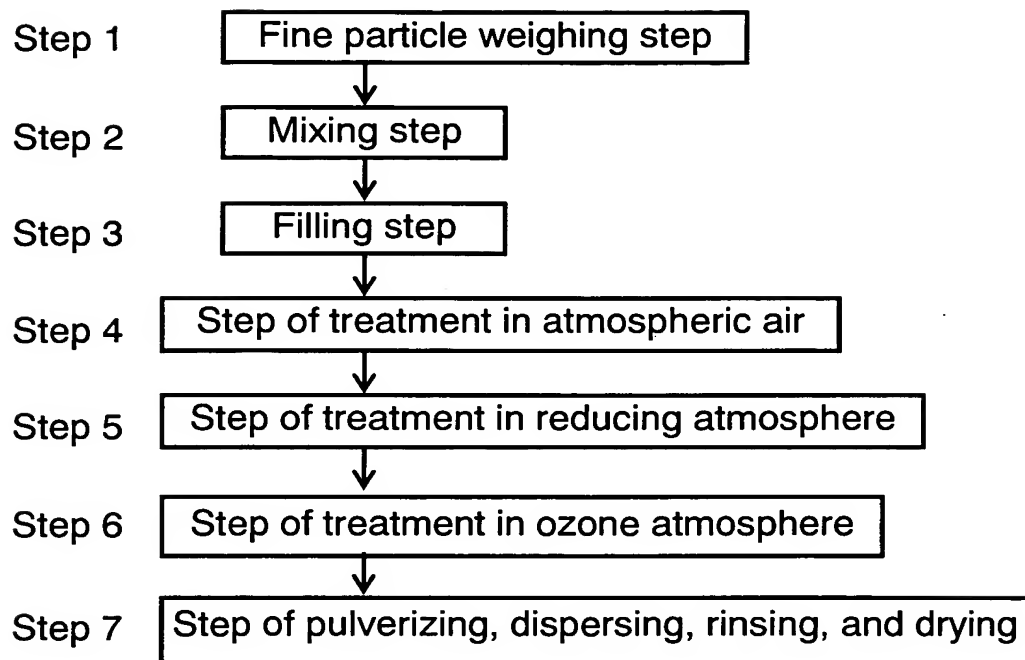 Step 1 Fine particle weighing step
Step 2 Mixing step
Step 3 Filling step
Step 4 Step of treatment in atmospheric air
Step 5 Step of treatment in reducing atmosphere
Step 6 Step of treatment in ozone atmosphere
Step 7 Step of pulverizing, dispersing, rinsing, and drying